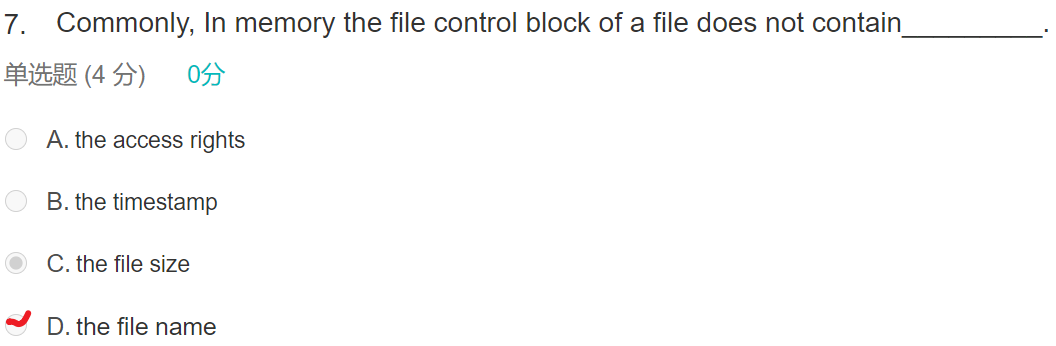 7. Commonly, In memory the file control block of a file does not contain__________.
单选题 (4 分) 0分
A. the access rights
B. the timestamp
C. the file size
D. the file name